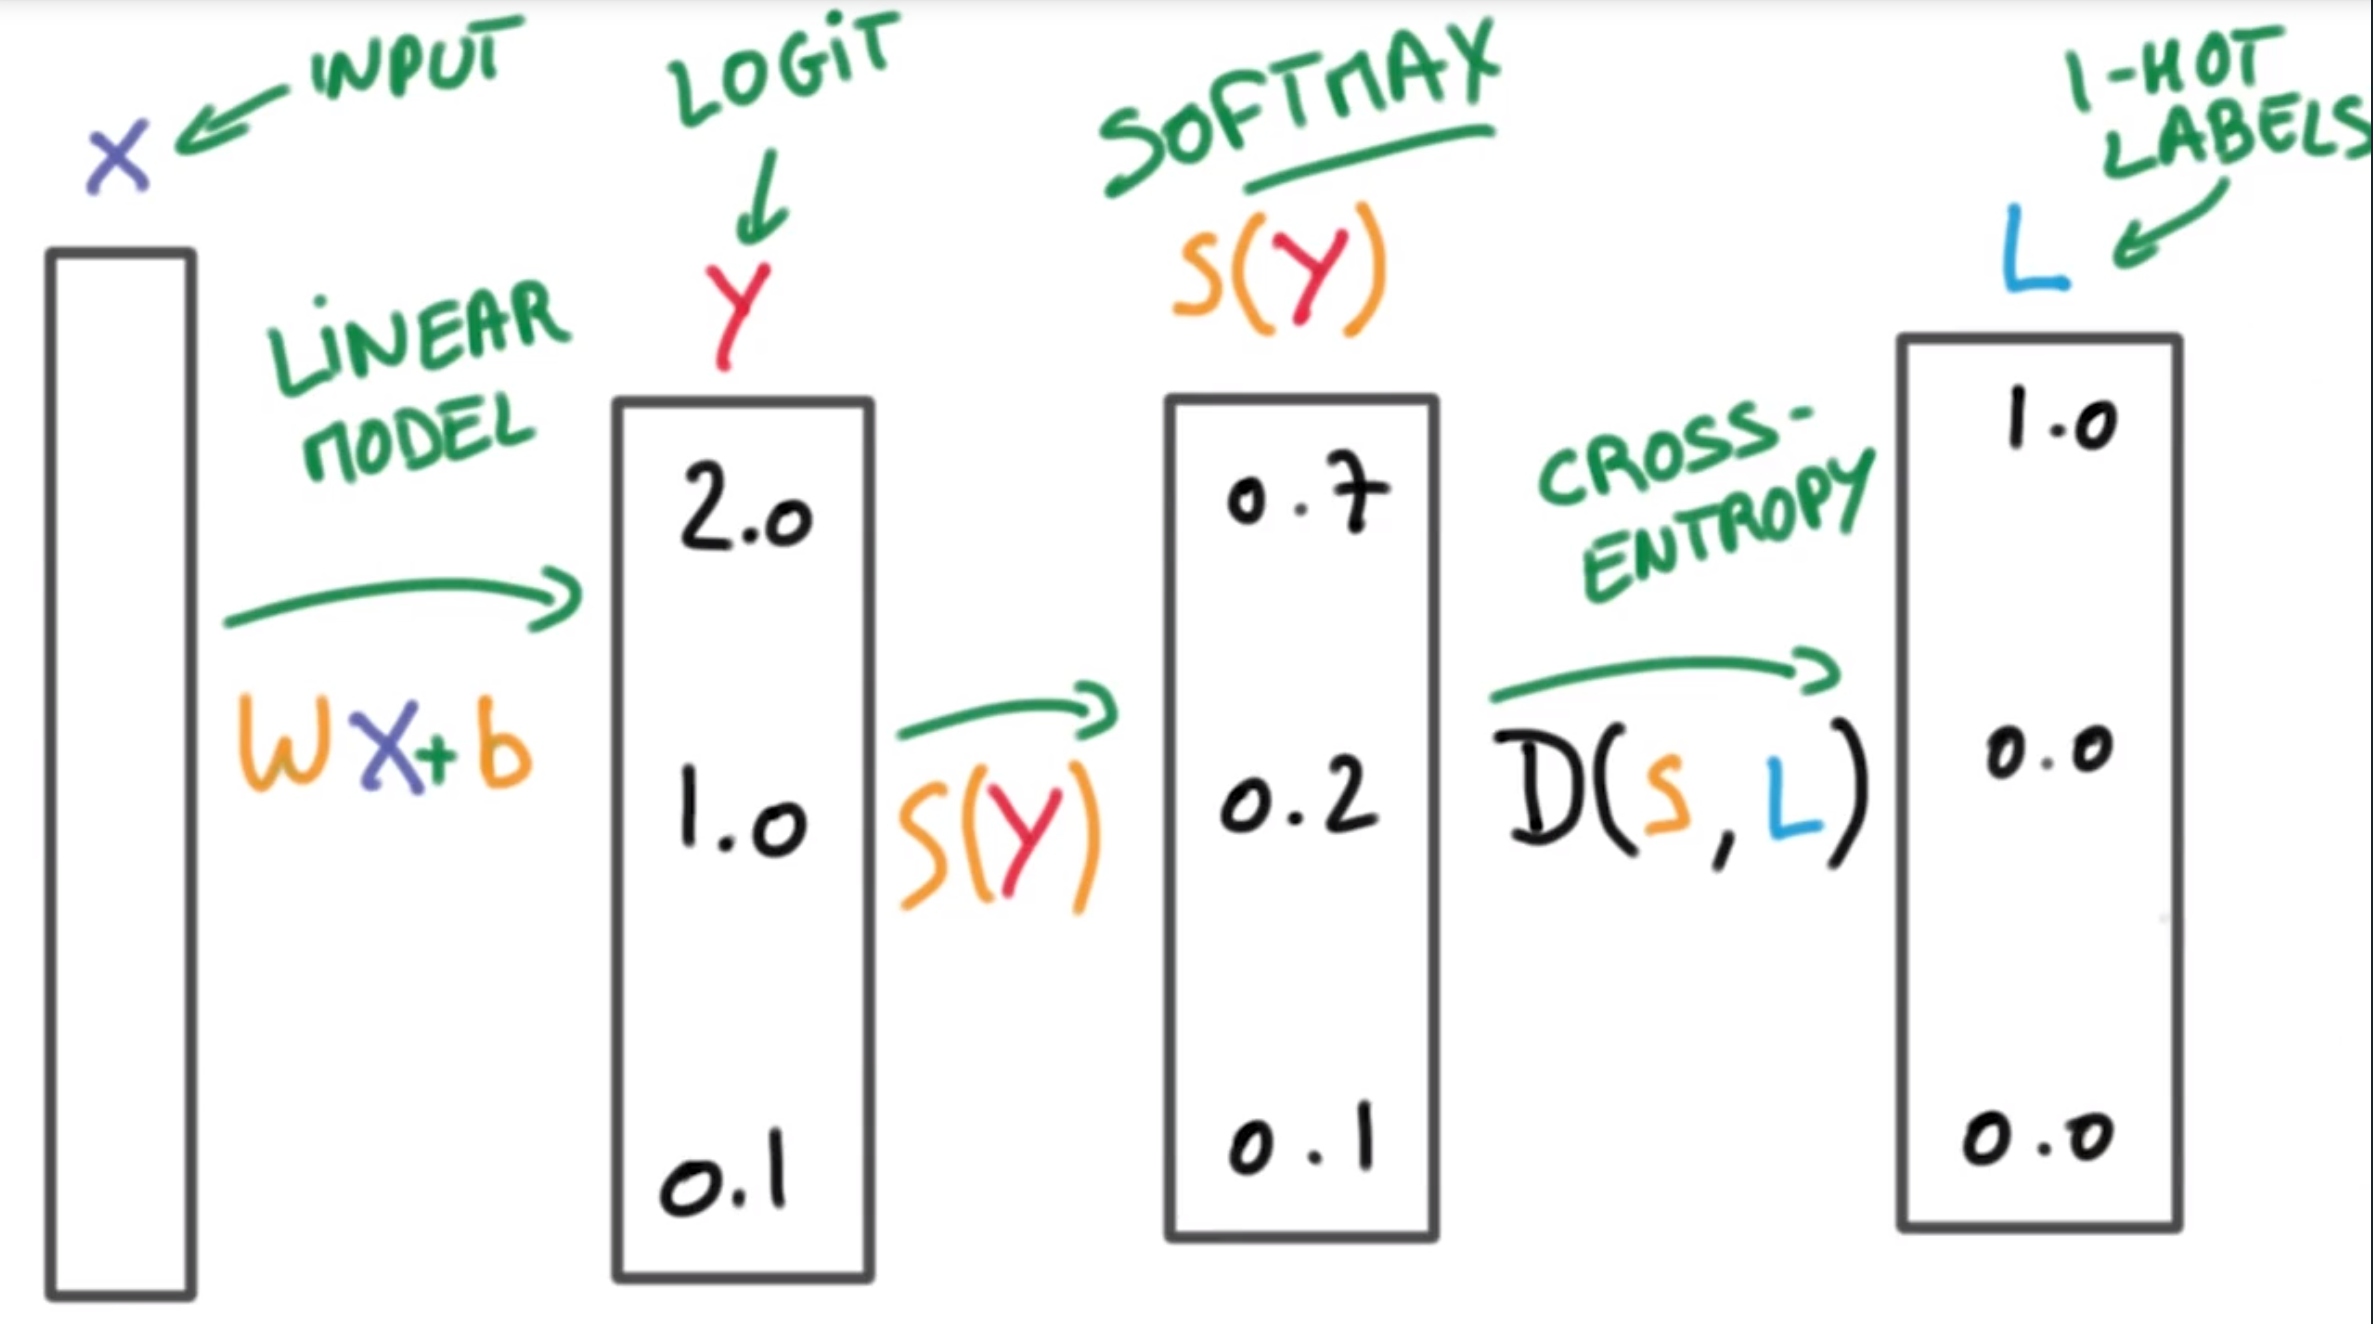 X
INPUT
LINEAR
MODEL
WX+b
LOGiT
Y
2.0
1.0
0.1
S(Y)
SOFTMAX
S(Y)
0.7
0.2
0.1
CROSS-
ENTROPY
D(S,L)
1-HOT
LABELS
L
1.0
0.0
0.0